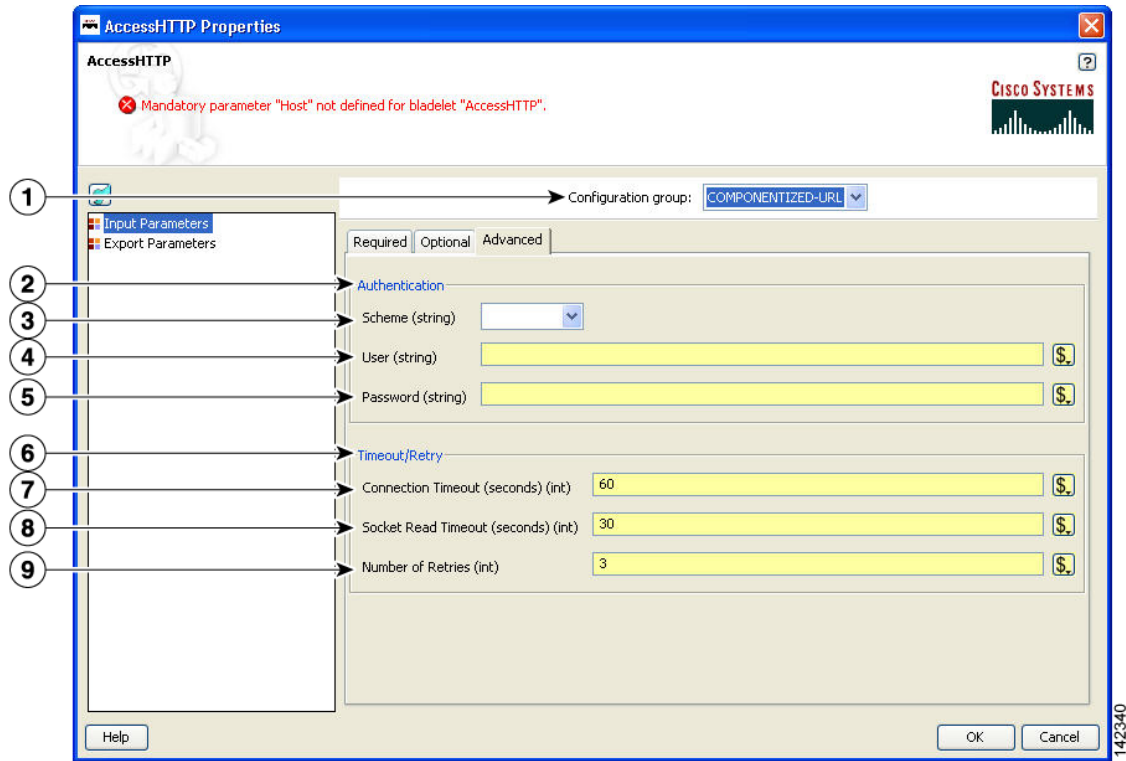 AccessHTTP Properties
AccessHTTP
?
CISCO SYSTEMS
Mandatory parameter "Host" not defined for bladelet "AccessHTTP".
1
Configuration group: COMPONENTIZED-URL
Input Parameters
Export Parameters
Required Optional Advanced
2
Authentication
3
Scheme (string)
4
User (string)
$
5
Password (string)
$
6
Timeout/Retry
7
Connection Timeout (seconds) (int) 60
$
8
Socket Read Timeout (seconds) (int) 30
$
9
Number of Retries (int) 3
$
Help
OK
Cancel
142340